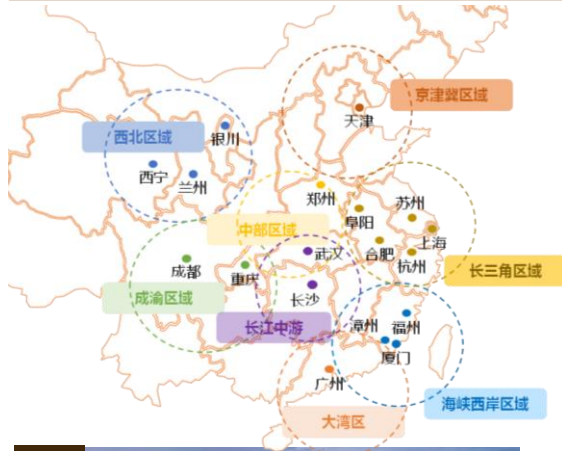 京津冀区域
天津
西北区域
银川
西宁
兰州
郑州
苏州
阜阳
中部区域
上海
武汉
合肥
杭州
成都
重庆
长三角区域
长沙
成渝区域
长江中游
漳州
福州
厦门
广州
海峡西岸区域
大湾区